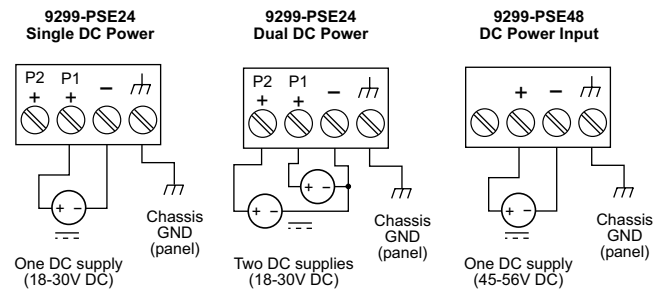 9299-PSE24
Single DC Power
P2 P1
+ + −
+ −
Chassis
GND
(panel)
One DC supply
(18-30V DC)
9299-PSE24
Dual DC Power
P2 P1
+ + −
+ −
+ −
Chassis
GND
(panel)
Two DC supplies
(18-30V DC)
9299-PSE48
DC Power Input
+ −
+ −
Chassis
GND
(panel)
One DC supply
(45-56V DC)